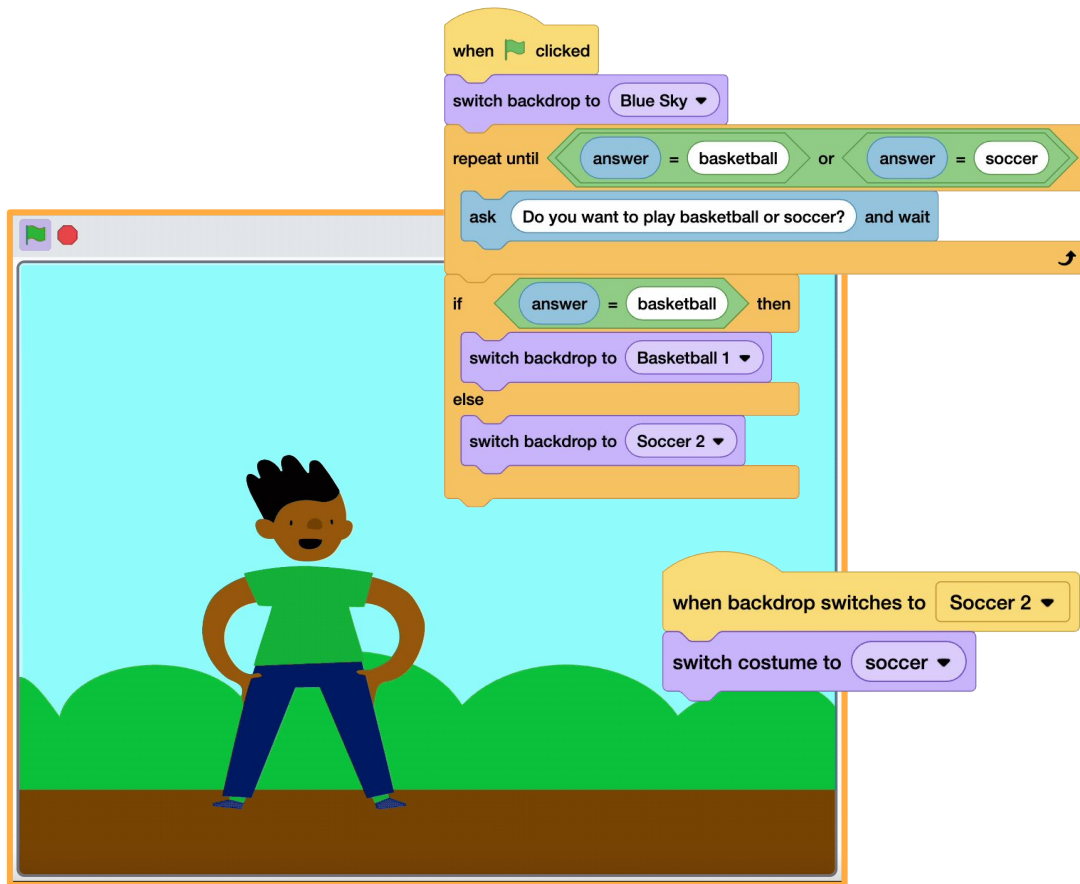 when clicked
switch backdrop to Blue Sky
repeat until answer = basketball or answer = soccer
ask Do you want to play basketball or soccer? and wait
if answer = basketball then
switch backdrop to Basketball 1
else
switch backdrop to Soccer 2
when backdrop switches to Soccer 2
switch costume to soccer